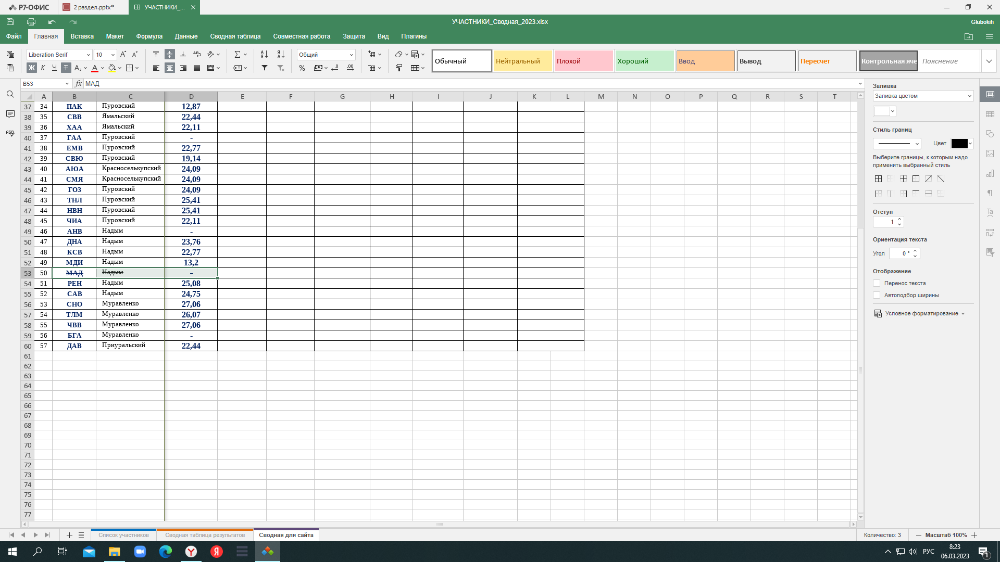 Р7-ОФИС 2 раздел.pptx* УЧАСТНИКИ_...
УЧАСТНИКИ_Сводная_2023.xlsx Glubokih
Файл Главная Вставка Макет Формула Данные Сводная таблица Совместная работа Защита Вид Плагины
Liberation Serif 10 Общий
Обычный Нейтральный Плохой Хороший Ввод Вывод Пересчет Контрольная яче Пояснение
Ж К Ч Т
B53 fx МАД
A B C D E F G H I J K L M N O P Q R S T
37 34 ПАК Пуровский 12,87
38 35 СВВ Ямальский 22,44
39 36 ХАА Ямальский 22,11
40 37 ГАА Пуровский -
41 38 ЕМВ Пуровский 22,77
42 39 СВЮ Пуровский 19,14
43 40 АЮА Красноселькупский 24,09
44 41 СМЯ Красноселькупский 24,09
45 42 ГОЗ Пуровский 24,09
46 43 ТНЛ Пуровский 25,41
47 44 НВН Пуровский 25,41
48 45 ЧИА Пуровский 22,11
49 46 АНВ Надым -
50 47 ДНА Надым 23,76
51 48 КСВ Надым 22,77
52 49 МДИ Надым 13,2
53 50 МАД Надым -
54 51 РЕН Надым 25,08
55 52 САВ Надым 24,75
56 53 СНО Муравленко 27,06
57 54 ТЛМ Муравленко 26,07
58 55 ЧВВ Муравленко 27,06
59 56 БГА Муравленко -
60 57 ДАВ Приуральский 22,44
61
62
63
64
65
66
67
68
69
70
71
72
73
74
75
76
77
Заливка
Заливка цветом
Стиль границ
Цвет
Выберите границы, к которым надо
применить выбранный стиль
Отступ
1
Ориентация текста
Угол 0 °
Отображение
Перенос текста
Автоподбор ширины
Условное форматирование
Список участников Сводная таблица результатов Сводная для сайта Количество: 3 Масштаб 100%
РУС 8:23
06.03.2023 1